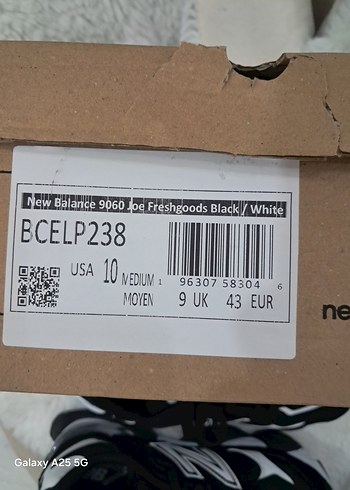 New Balance 9060 Joe Freshgoods Black / White
BCELP238
USA 10 MEDIUM
MOYEN
1 96307 58304 6
9 UK 43 EUR
ne
N
Galaxy A25 5G